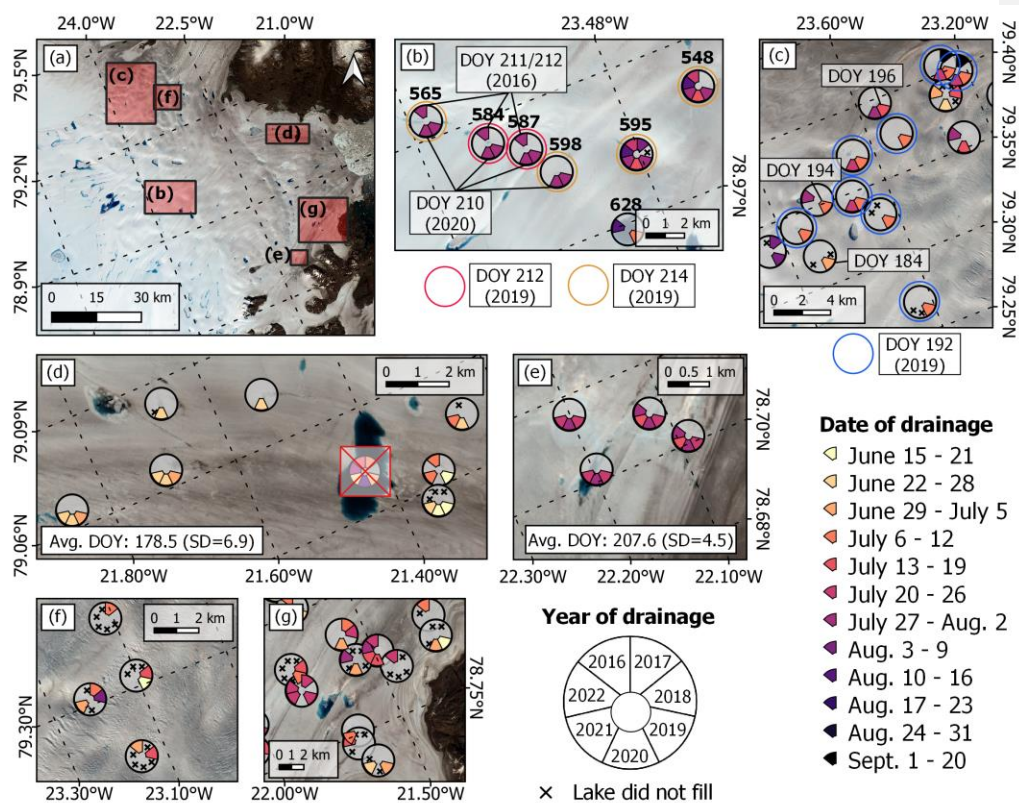 24.0°W 22.5°W 21.0°W
79.5°N
79.2°N
78.9°N
(a)
(c)
(f)
(d)
(b)
(g)
(e)
0 15 30 km
23.48°W
(b)
DOY 211/212
(2016)
548
565
584
587
595
598
DOY 210
(2020)
628
0 1 2 km
78.97°N
DOY 212
(2019)
DOY 214
(2019)
23.60°W 23.20°W
(c)
DOY 196
DOY 194
DOY 184
0 2 4 km
79.40°N
79.35°N
79.30°N
79.25°N
DOY 192
(2019)
(d)
0 1 2 km
79.09°N
79.06°N
Avg. DOY: 178.5 (SD=6.9)
21.80°W 21.60°W 21.40°W
(e)
0 0.5 1 km
78.70°N
78.68°N
Avg. DOY: 207.6 (SD=4.5)
22.30°W 22.20°W 22.10°W
(f)
0 1 2 km
79.30°N
23.30°W 23.10°W
(g)
0 1 2 km
78.75°N
22.00°W 21.50°W
Year of drainage
2016 2017
2022 2018
2021 2019
2020
× Lake did not fill
Date of drainage
June 15 - 21
June 22 - 28
June 29 - July 5
July 6 - 12
July 13 - 19
July 20 - 26
July 27 - Aug. 2
Aug. 3 - 9
Aug. 10 - 16
Aug. 17 - 23
Aug. 24 - 31
Sept. 1 - 20